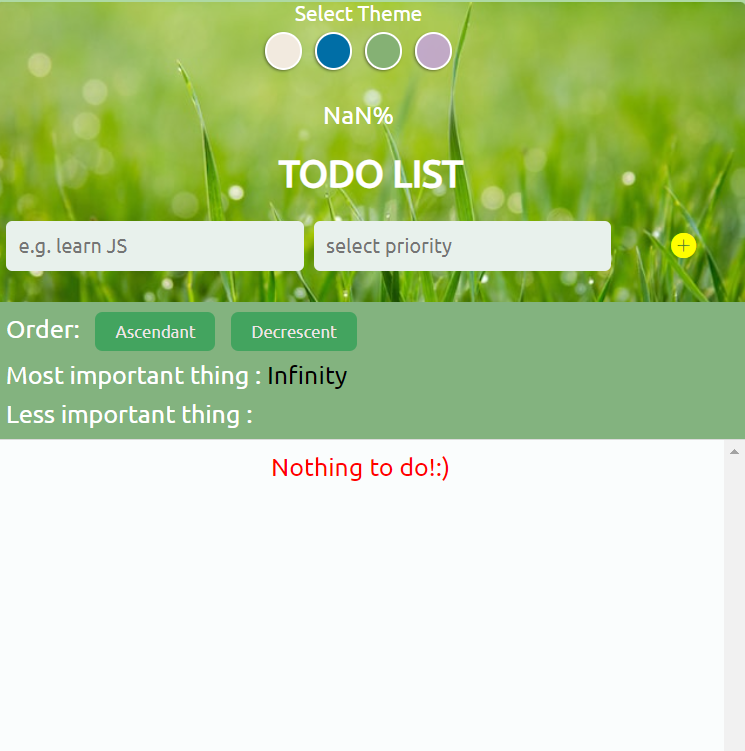 Select Theme
NaN%
TODO LIST
e.g. learn JS select priority +
Order: Ascendant Decrescent
Most important thing : Infinity
Less important thing :
Nothing to do!:)